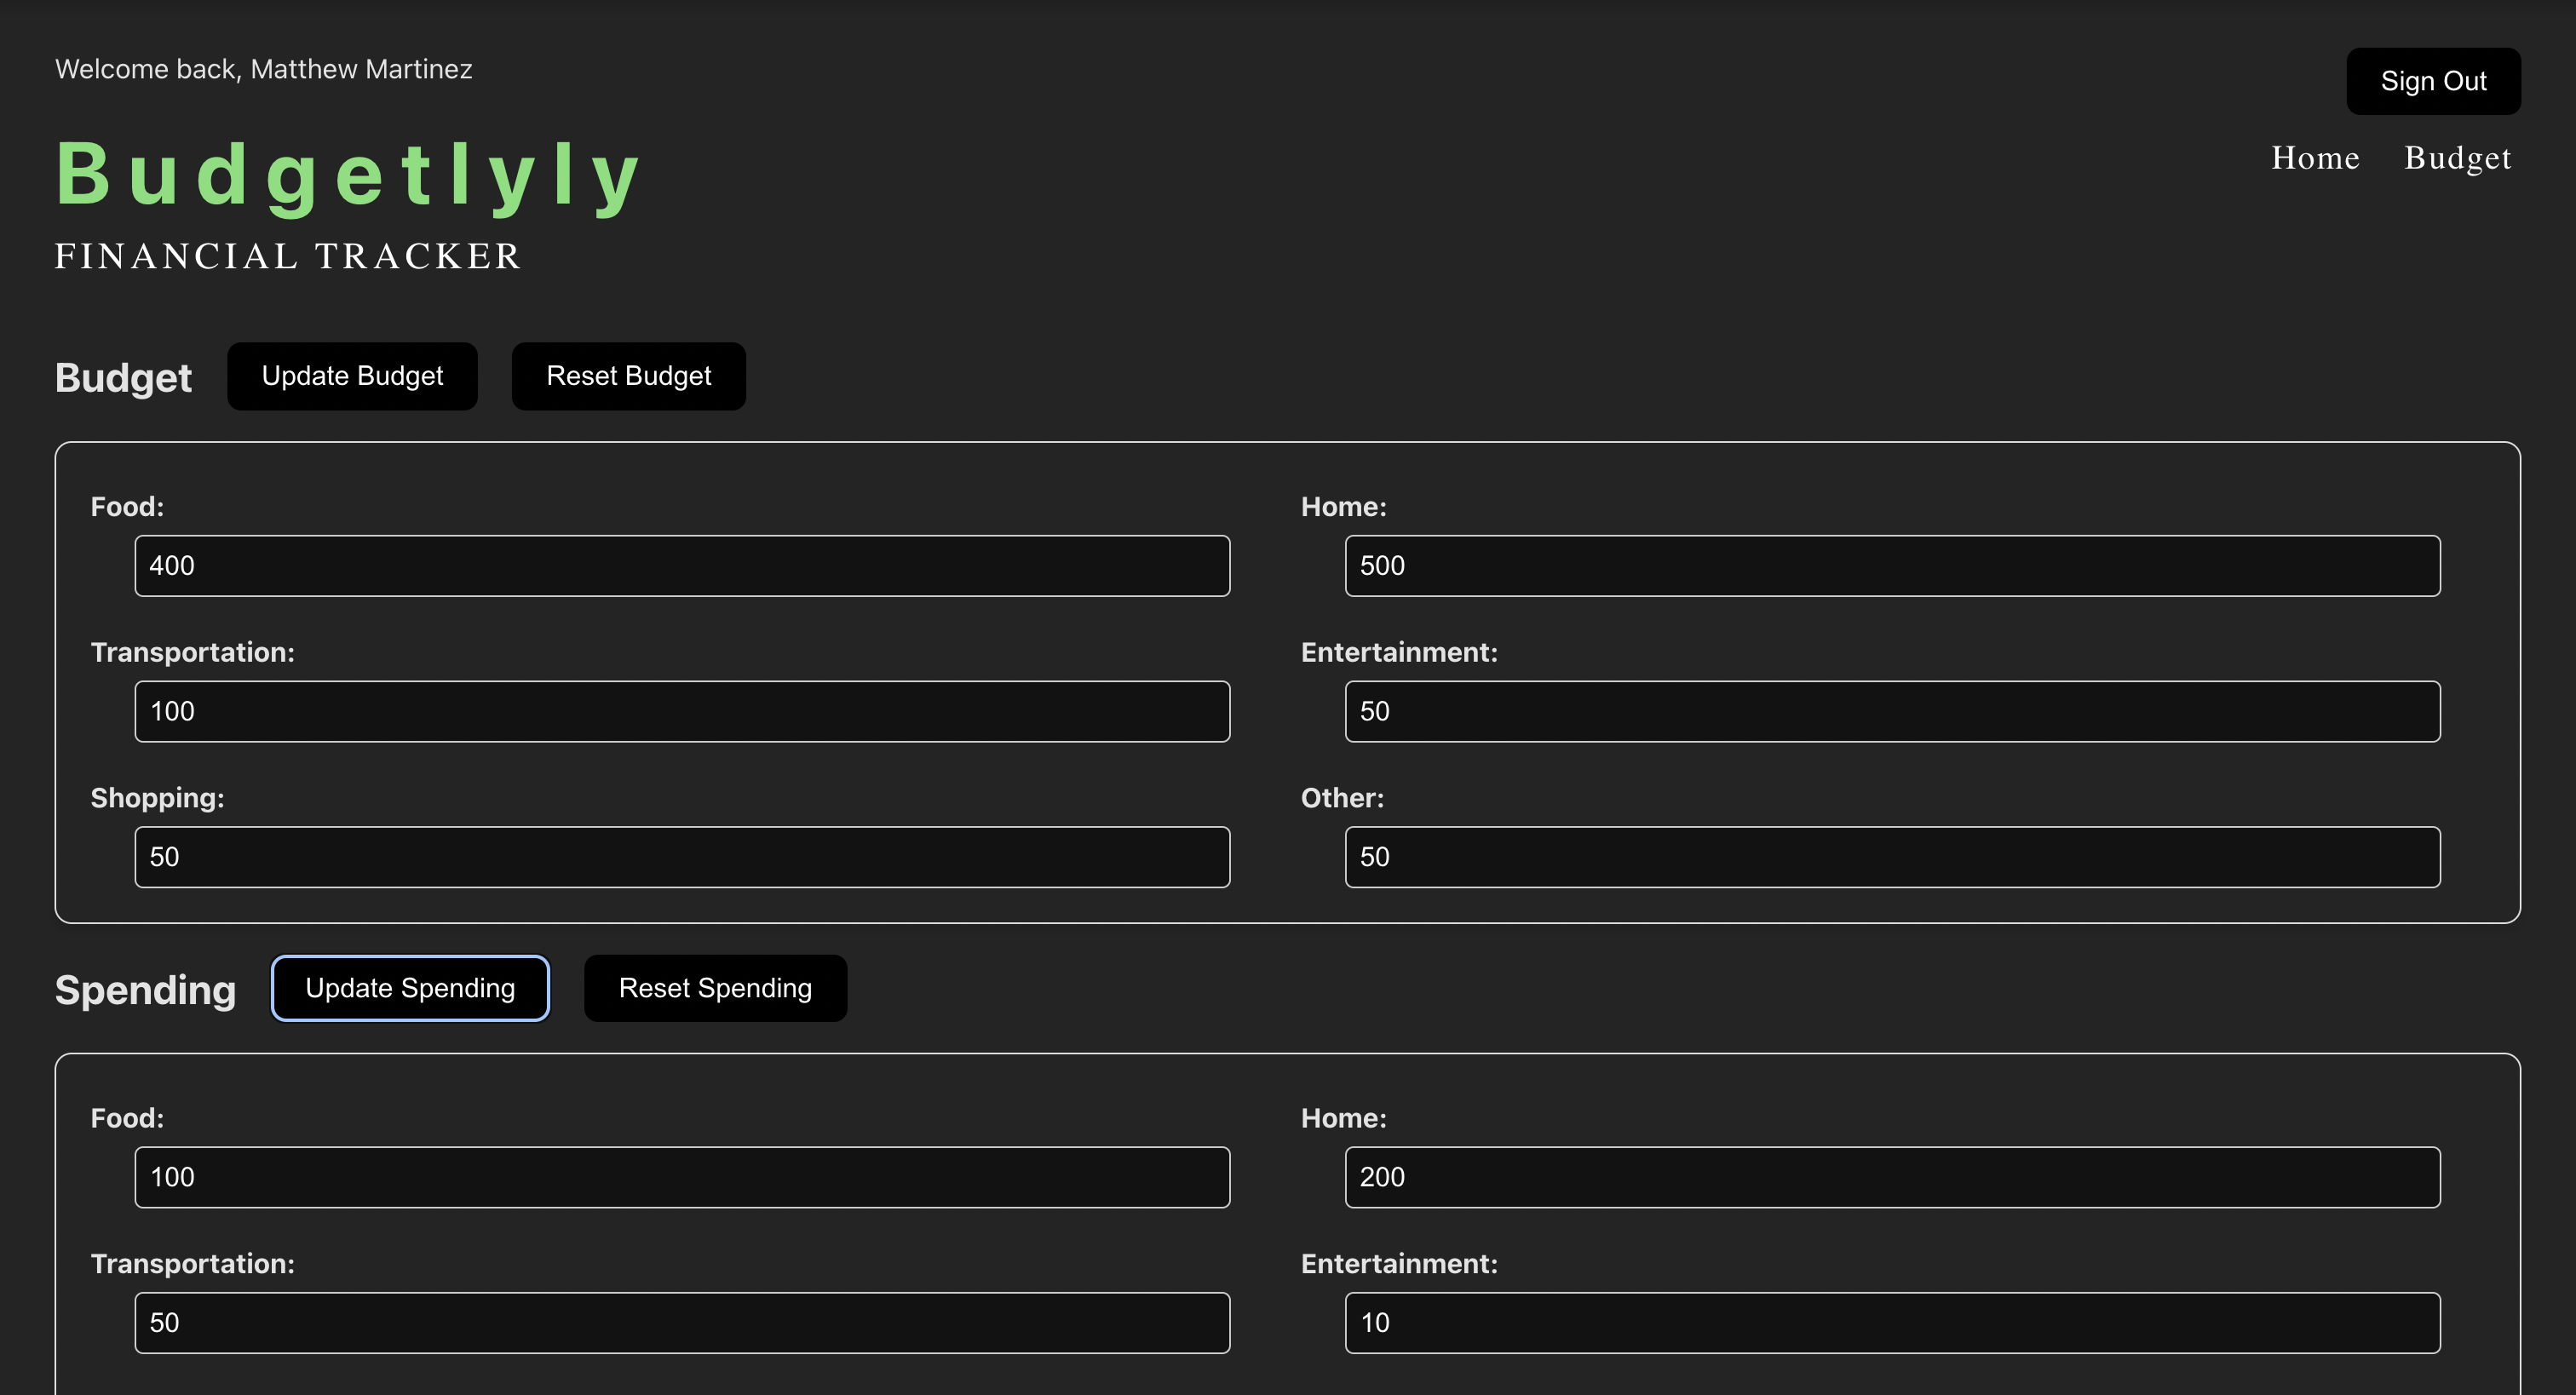 Welcome back, Matthew Martinez
Sign Out
Budgetlyly
Home Budget
FINANCIAL TRACKER
Budget
Update Budget
Reset Budget
Food:
400
Home:
500
Transportation:
100
Entertainment:
50
Shopping:
50
Other:
50
Spending
Update Spending
Reset Spending
Food:
100
Home:
200
Transportation:
50
Entertainment:
10